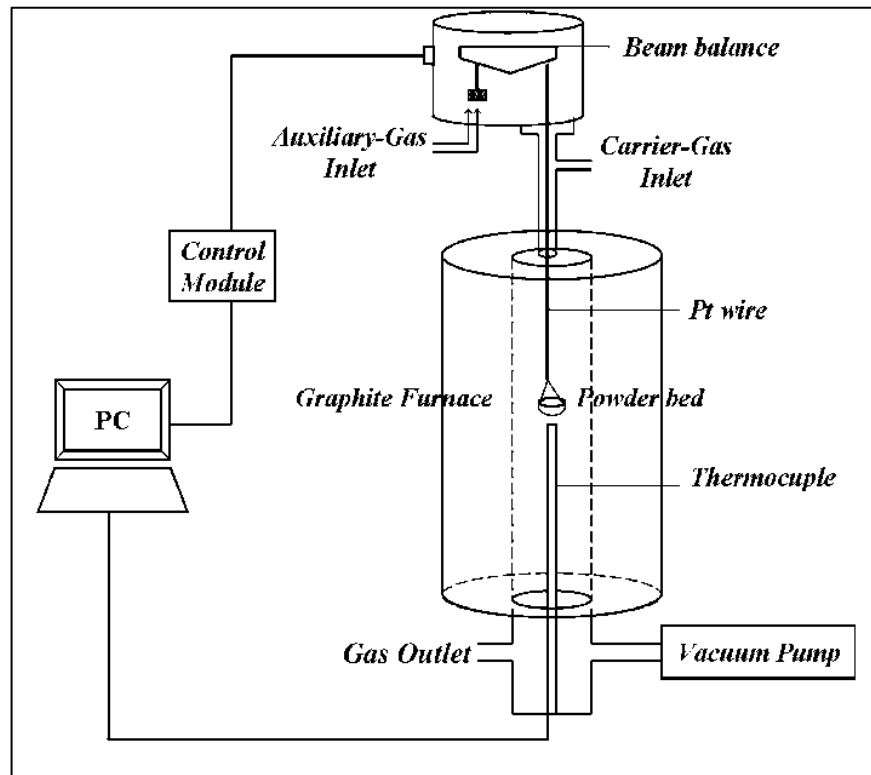 Beam balance
Auxiliary-Gas
Inlet
Carrier-Gas
Inlet
Control
Module
Pt wire
Graphite Furnace
Powder bed
PC
Thermocuple
Gas Outlet
Vacuum Pump